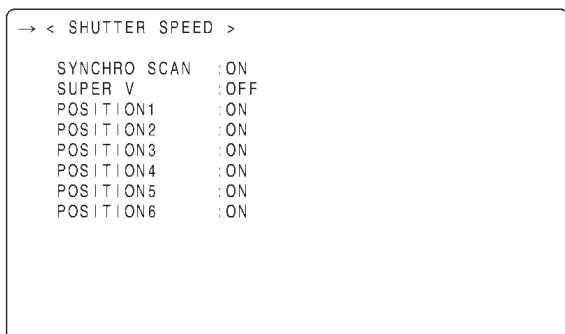 → < SHUTTER SPEED >
SYNCHRO SCAN :ON
SUPER V :OFF
POSITION1 :ON
POSITION2 :ON
POSITION3 :ON
POSITION4 :ON
POSITION5 :ON
POSITION6 :ON